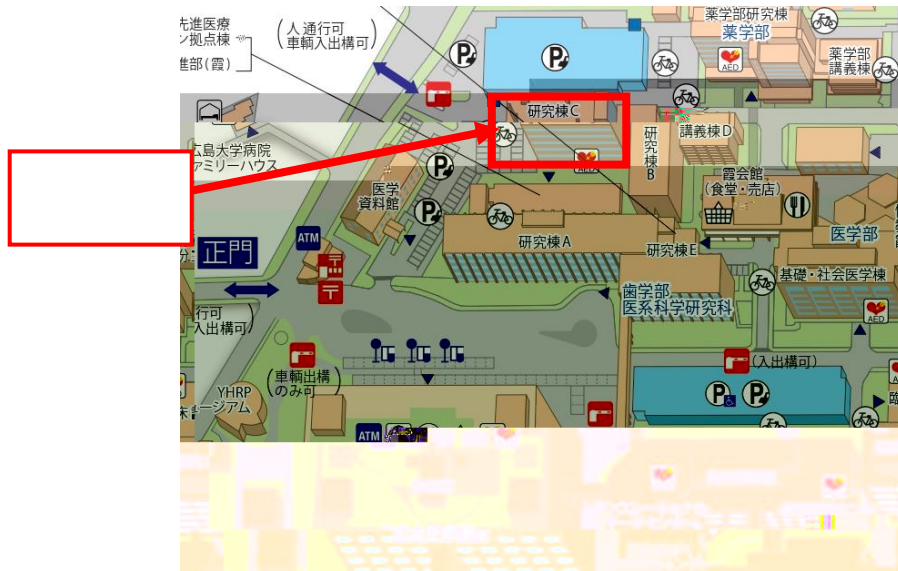 先進医療
ン拠点棟
進部(霞)
(人通行可
車輌入出構可)
P
P
薬学部研究棟
薬学部
AED
薬学部
講義棟
研究棟C
研究棟B
講義棟D
広島大学病院
ァミリーハウス
医学
資料館
P
P
霞会館
(食堂・売店)
医学部
正門
ATM
研究棟A
研究棟E
基礎・社会医学棟
AED
歯学部
医系科学研究科
行可
入出構可)
(車輌出構
のみ可)
(入出構可)
P
P
YHRP
ージアム
ATM